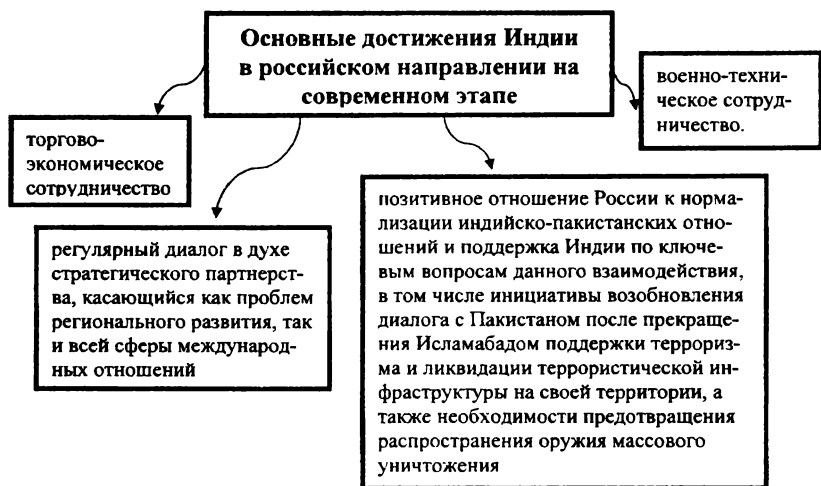 Основные достижения Индии
в российском направлении на
современном этапе
военно-техни-
ческое сотруд-
ничество.
торгово-
экономическое
сотрудничество
регулярный диалог в духе
стратегического партнерст-
ва, касающийся как проблем
регионального развития, так
и всей сферы международ-
ных отношений
позитивное отношение России к норма-
лизации индийско-пакистанских отно-
шений и поддержка Индии по ключе-
вым вопросам данного взаимодействия,
в том числе инициативы возобновления
диалога с Пакистаном после прекраще-
ния Исламабадом поддержки террориз-
ма и ликвидации террористической ин-
фраструктуры на своей территории, а
также необходимости предотвращения
распространения оружия массового
уничтожения